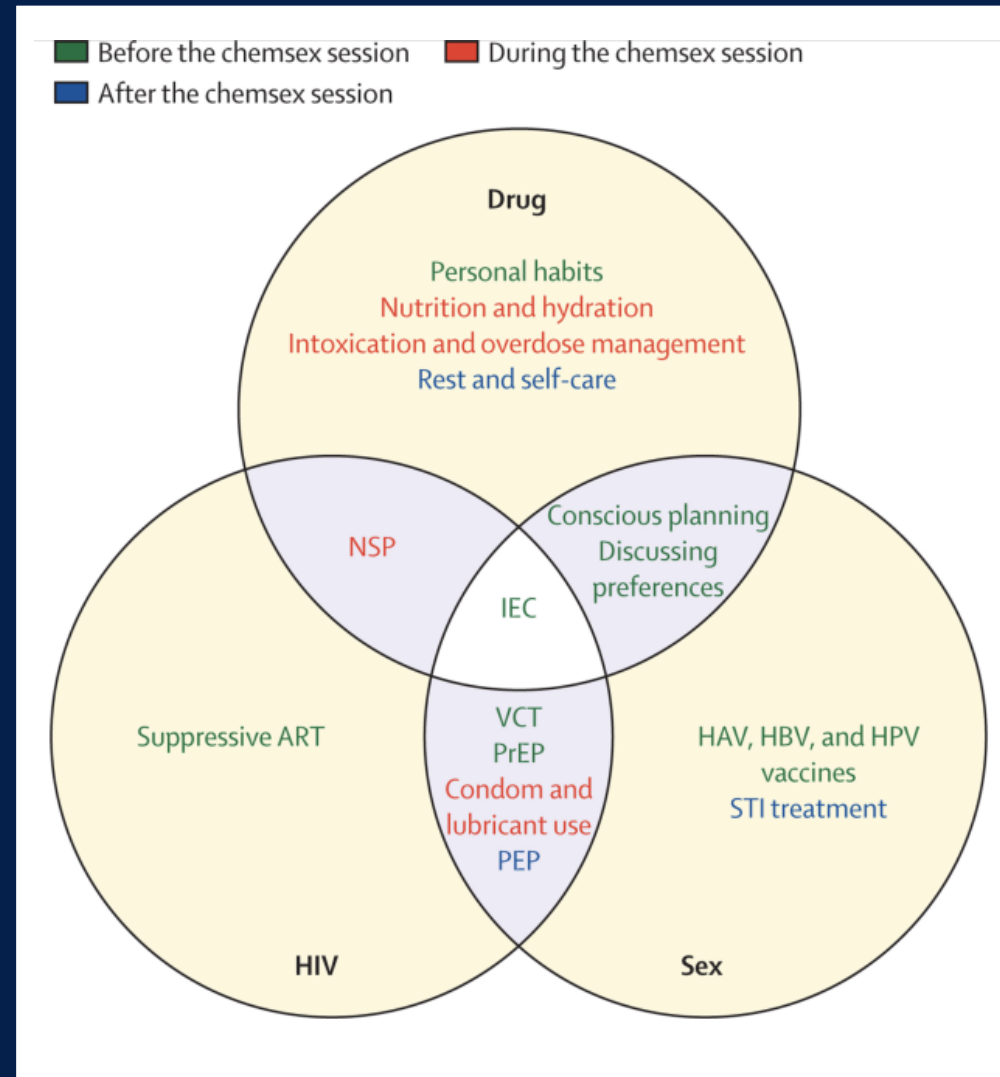 Before the chemsex session
During the chemsex session
After the chemsex session
Drug
Personal habits
Nutrition and hydration
Intoxication and overdose management
Rest and self-care
NSP
Conscious planning
Discussing
preferences
IEC
Suppressive ART
VCT
PrEP
Condom and
lubricant use
PEP
HAV, HBV, and HPV
vaccines
STI treatment
HIV
Sex